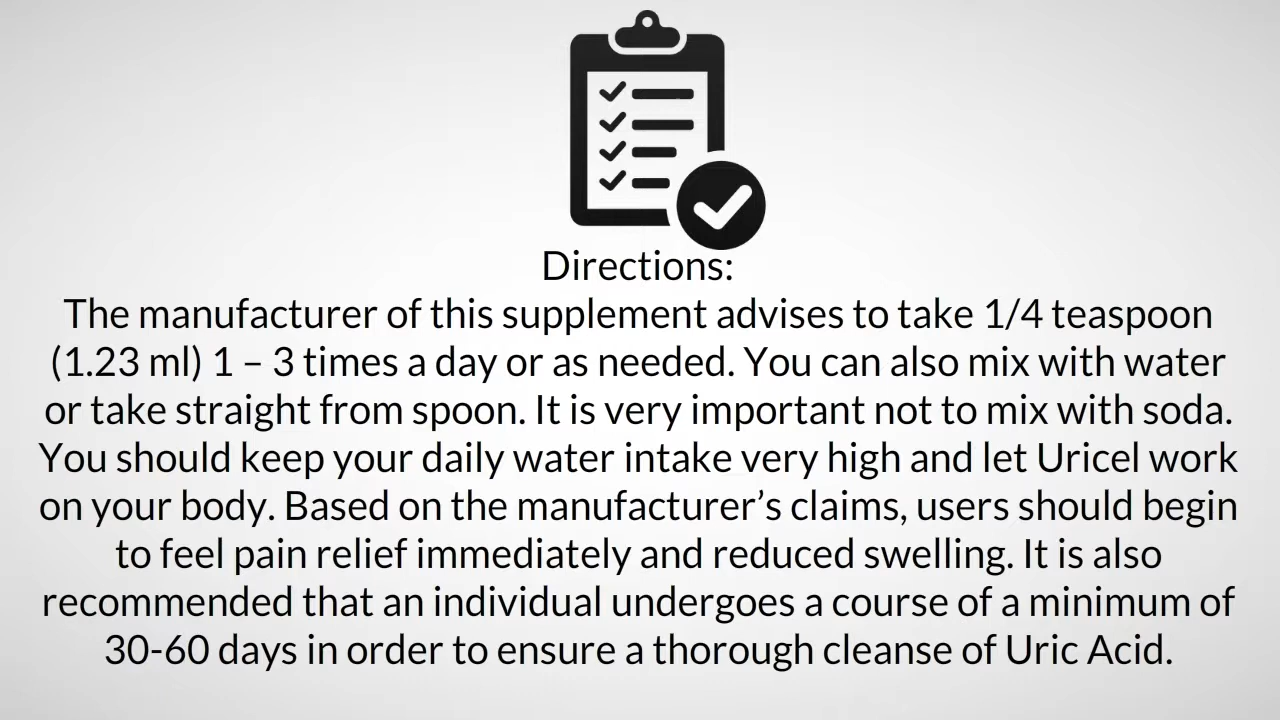 Directions:
The manufacturer of this supplement advises to take 1/4 teaspoon
(1.23 ml) 1 – 3 times a day or as needed. You can also mix with water
or take straight from spoon. It is very important not to mix with soda.
You should keep your daily water intake very high and let Uricel work
on your body. Based on the manufacturer’s claims, users should begin
to feel pain relief immediately and reduced swelling. It is also
recommended that an individual undergoes a course of a minimum of
30-60 days in order to ensure a thorough cleanse of Uric Acid.